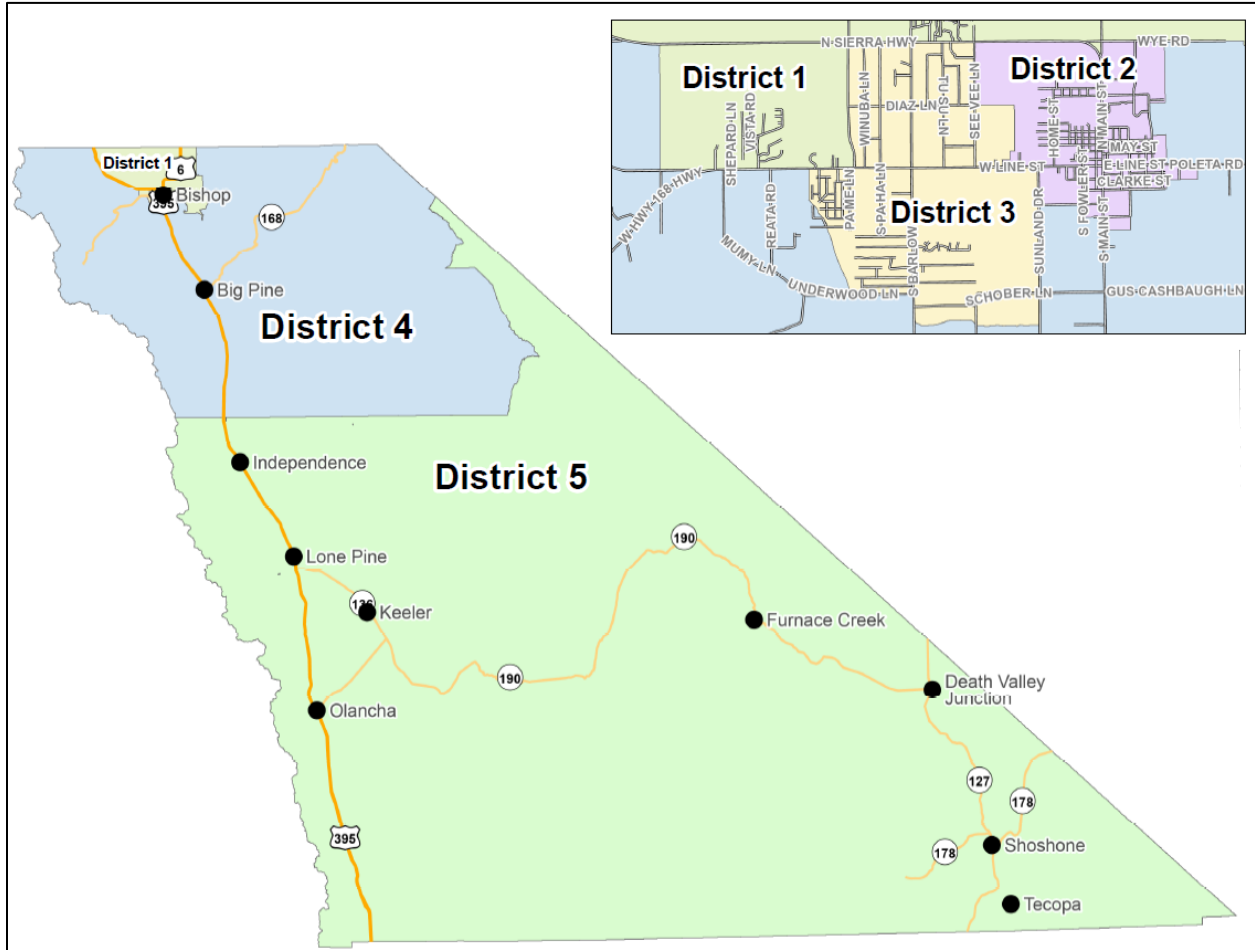 N SIERRA HWY
WYE RD
District 1
District 2
SHEPARD LN
VISTA RD
WINUBA LN
DIAZ LN
TU SU LN
SEE VEE LN
HOME ST
N MAIN ST
MAY ST
W LINE ST
E LINE ST
POLETA RD
CLARKE ST
W HWY 168 HWY
REATA RD
PA ME LN
S PA HA LN
District 3
S BARLOW
SUNLAND DR
S FOWLER ST
S MAIN ST
MUMY LN
UNDERWOOD LN
SCHOBER LN
GUS CASHBAUGH LN
District 1
6
Bishop
395
168
Big Pine
District 4
Independence
District 5
Lone Pine
190
136
Keeler
Furnace Creek
190
Death Valley
Junction
Olancha
127
178
395
178
Shoshone
Tecopa